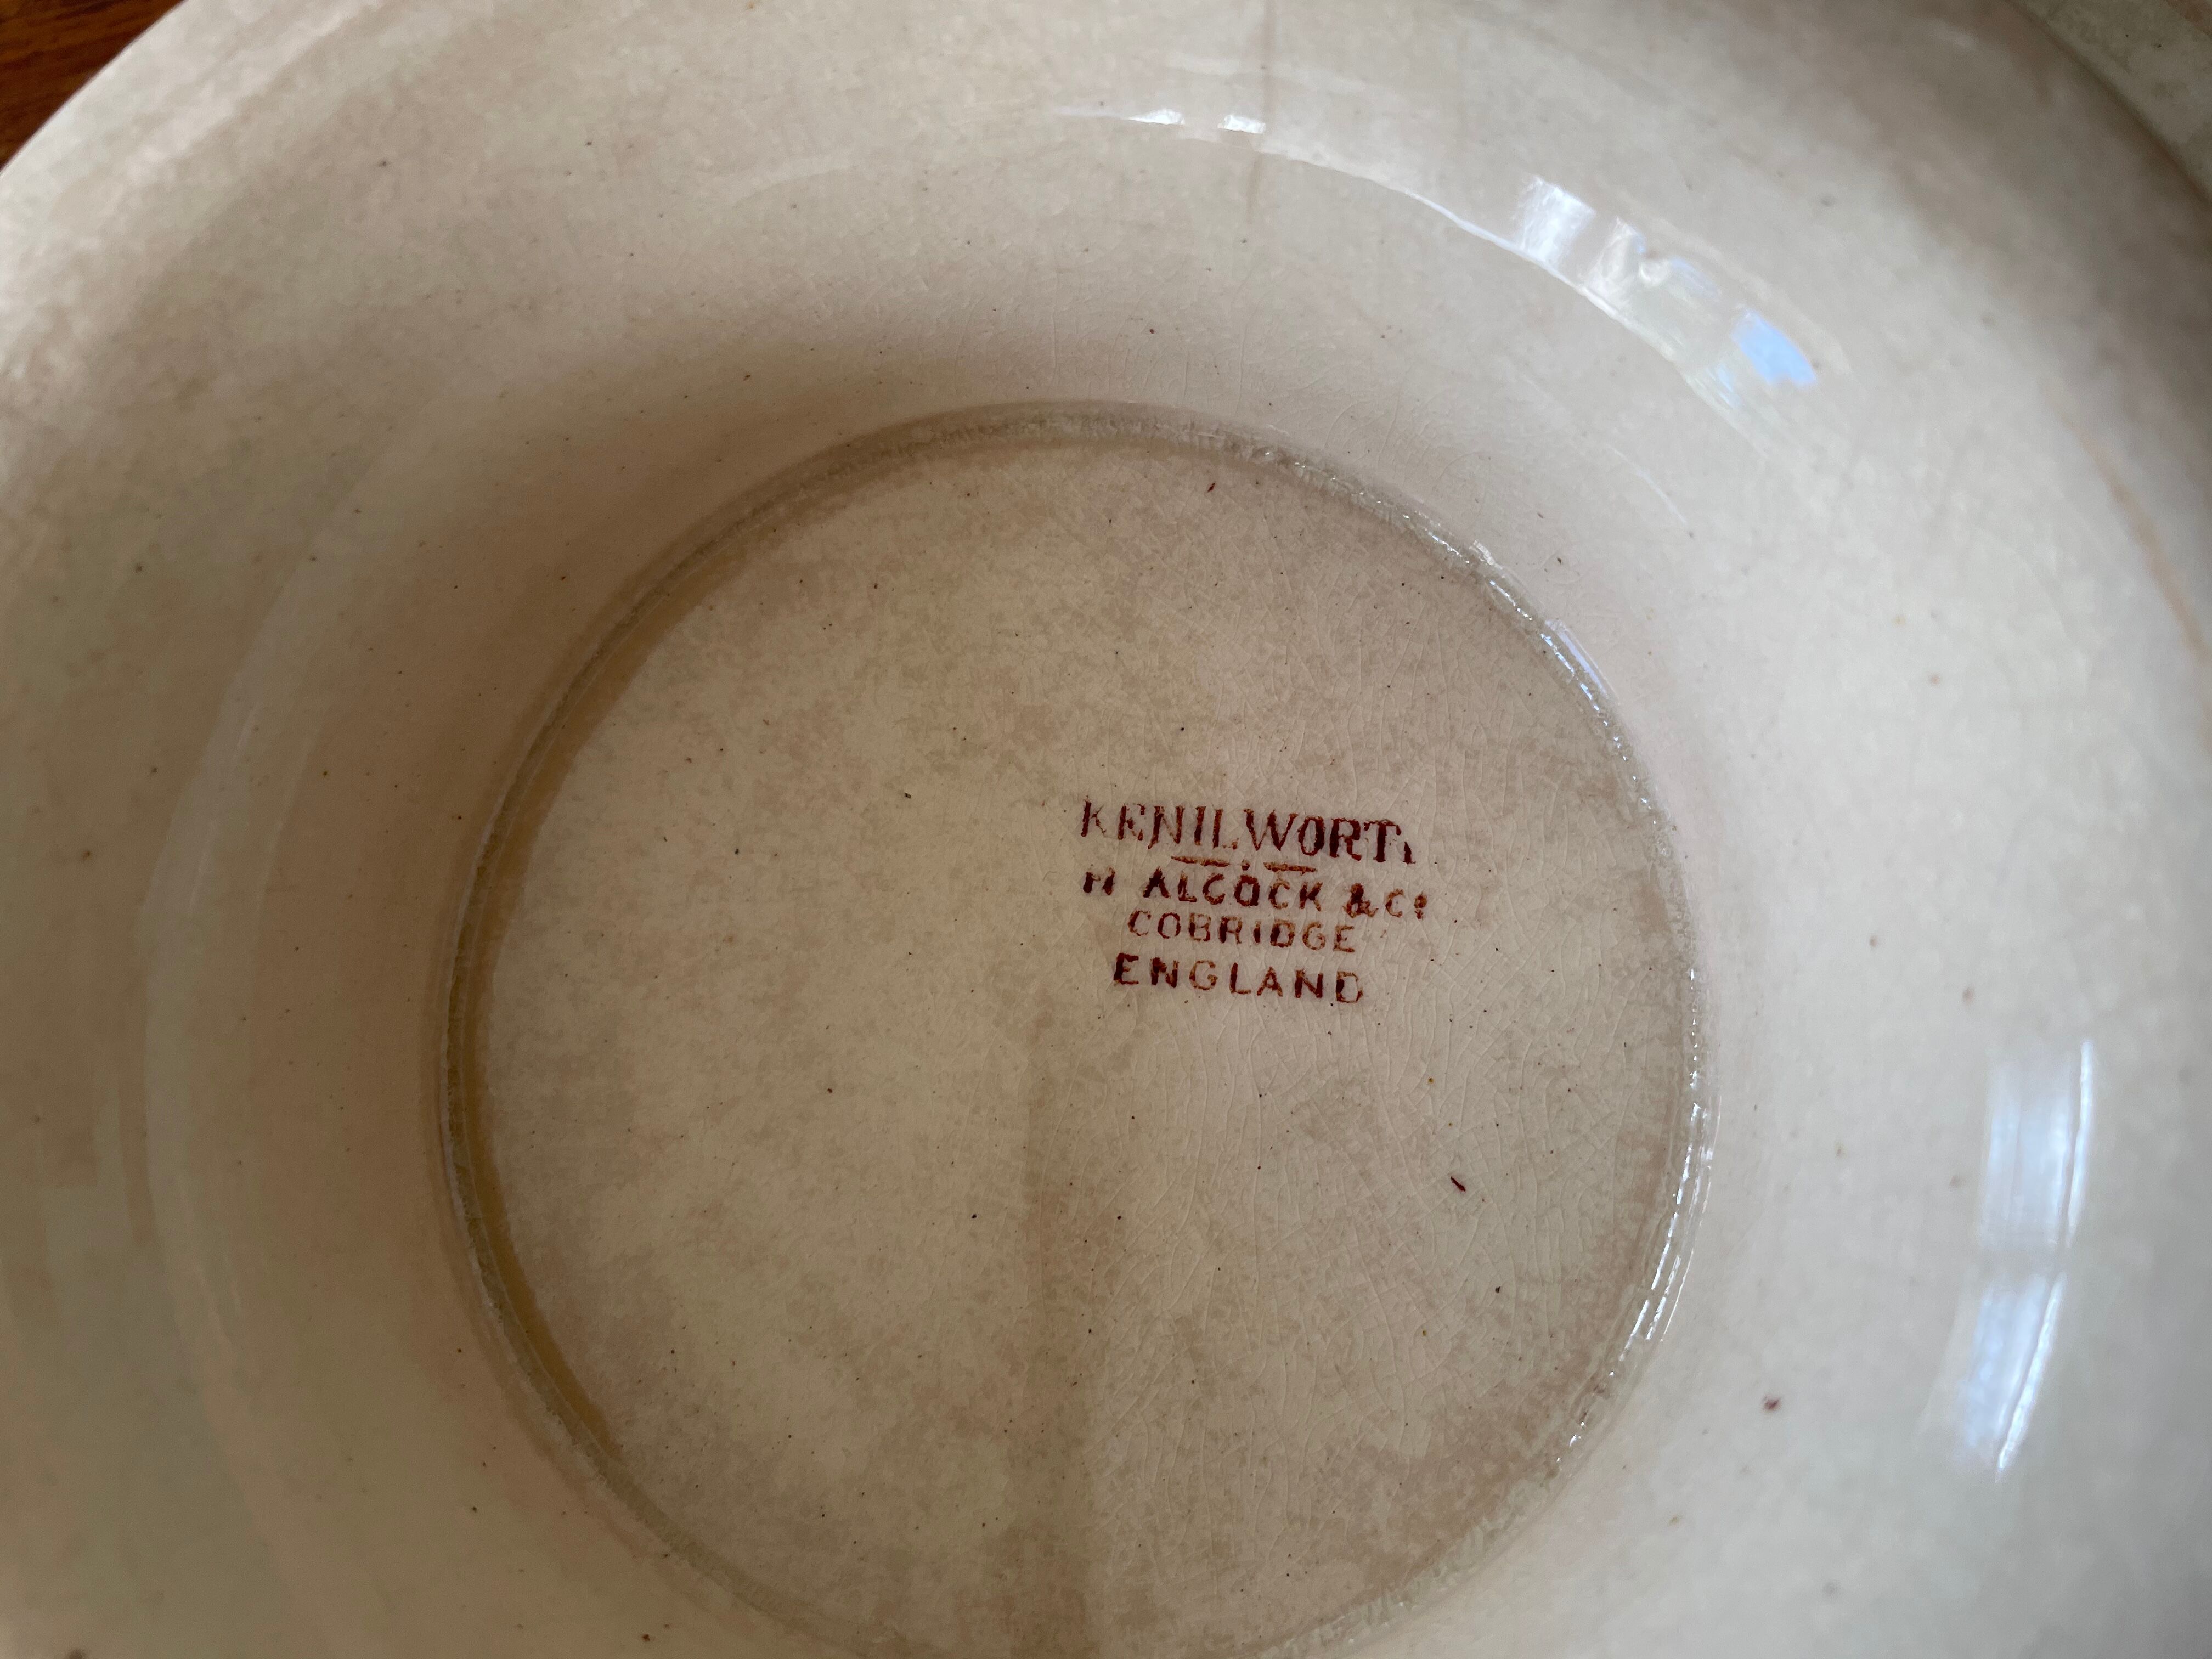 KENILWORTH
H ALCOCK & Co
COBRIDGE
ENGLAND